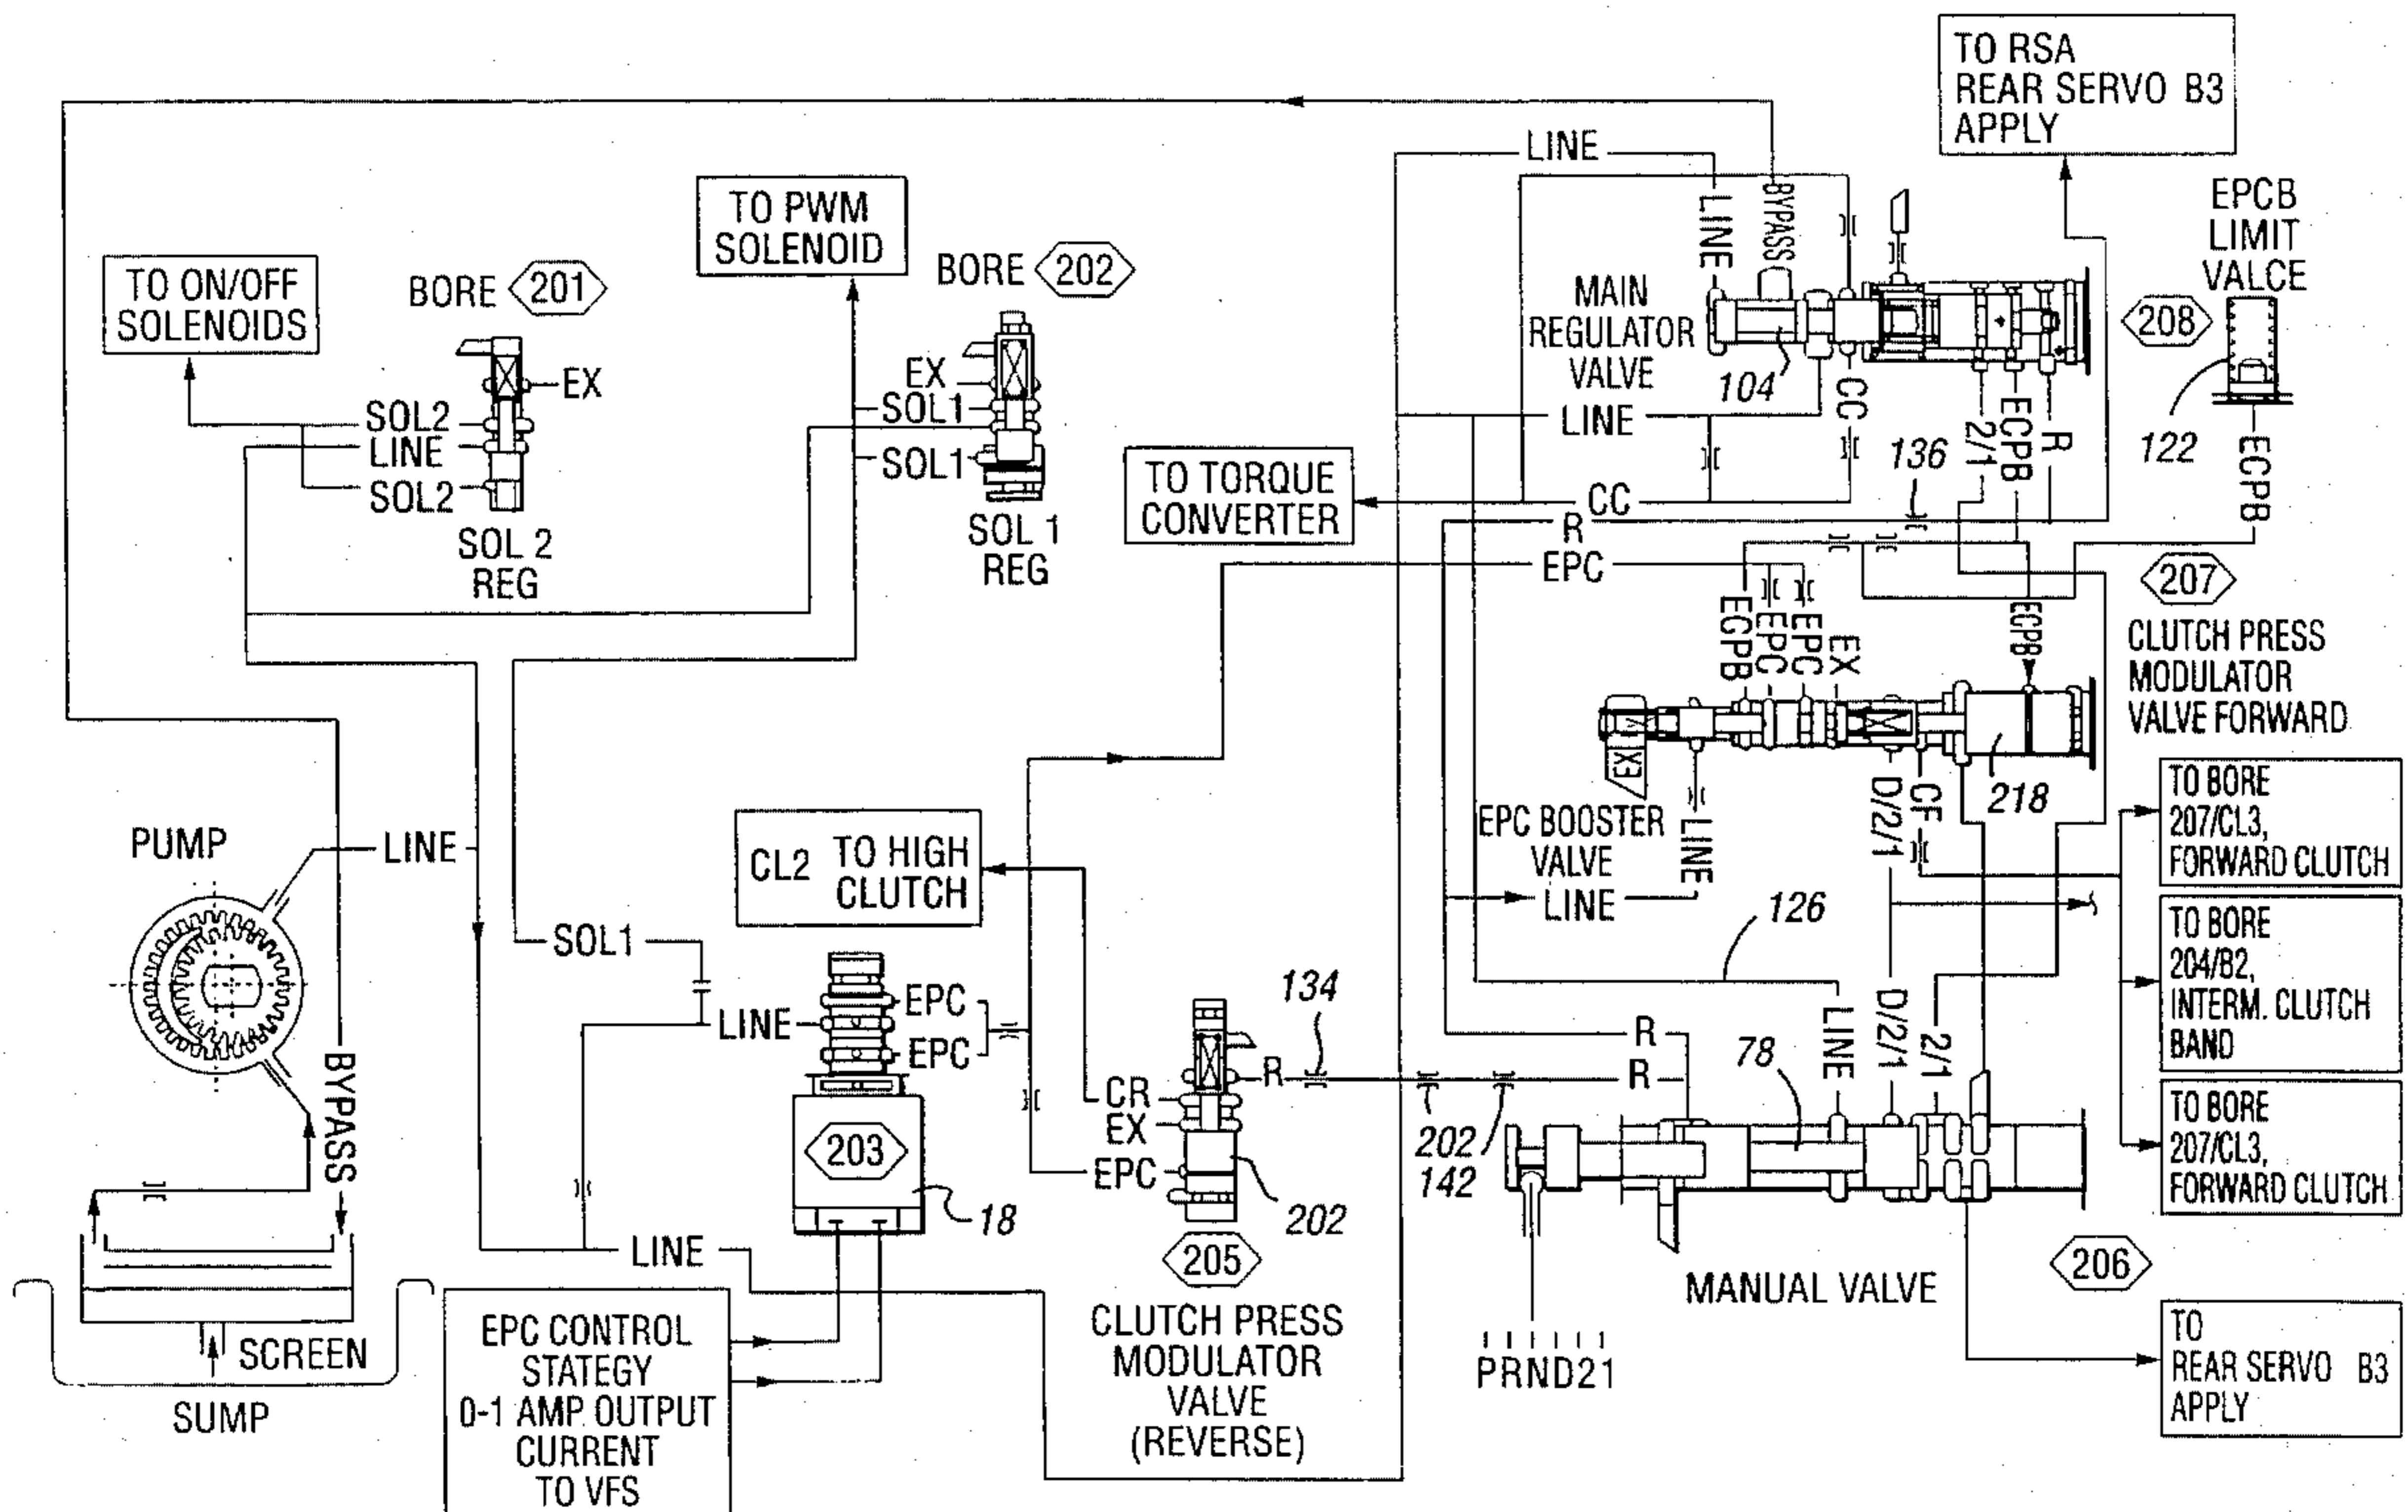 TO RSA
REAR SERVO B3
APPLY
LINE
TO PWM
SOLENOID
BORE 202
LINE
BYPASS
EPCB
LIMIT
VALCE
TO ON/OFF
SOLENOIDS
BORE 201
MAIN
REGULATOR
VALVE
208
104
EX
EX
SOL1
SOL2
LINE
SOL2
SOL1
LINE
CC
2/1
ECPB
R
136
122
ECPB
SOL 2
REG
SOL 1
REG
TO TORQUE
CONVERTER
CC
R
EPC
207
ECPB
EPC
EPC
EX
ECPB
CLUTCH PRESS
MODULATOR
VALVE FORWARD
EX
218
EPC BOOSTER
VALVE
LINE
D/2/1
CF
TO BORE
207/CL3,
FORWARD CLUTCH
PUMP
LINE
CL2 TO HIGH
CLUTCH
LINE
126
TO BORE
204/B2,
INTERM. CLUTCH
BAND
SOL1
134
LINE
EPC
EPC
LINE
D/2/1
2/1
R
78
R
R
CR
EX
EPC
202
142
TO BORE
207/CL3,
FORWARD CLUTCH
BYPASS
203
18
202
205
206
LINE
MANUAL VALVE
CLUTCH PRESS
MODULATOR
VALVE
(REVERSE)
PRND21
TO
REAR SERVO B3
APPLY
SCREEN
SUMP
EPC CONTROL
STATEGY
0-1 AMP OUTPUT
CURRENT
TO VFS